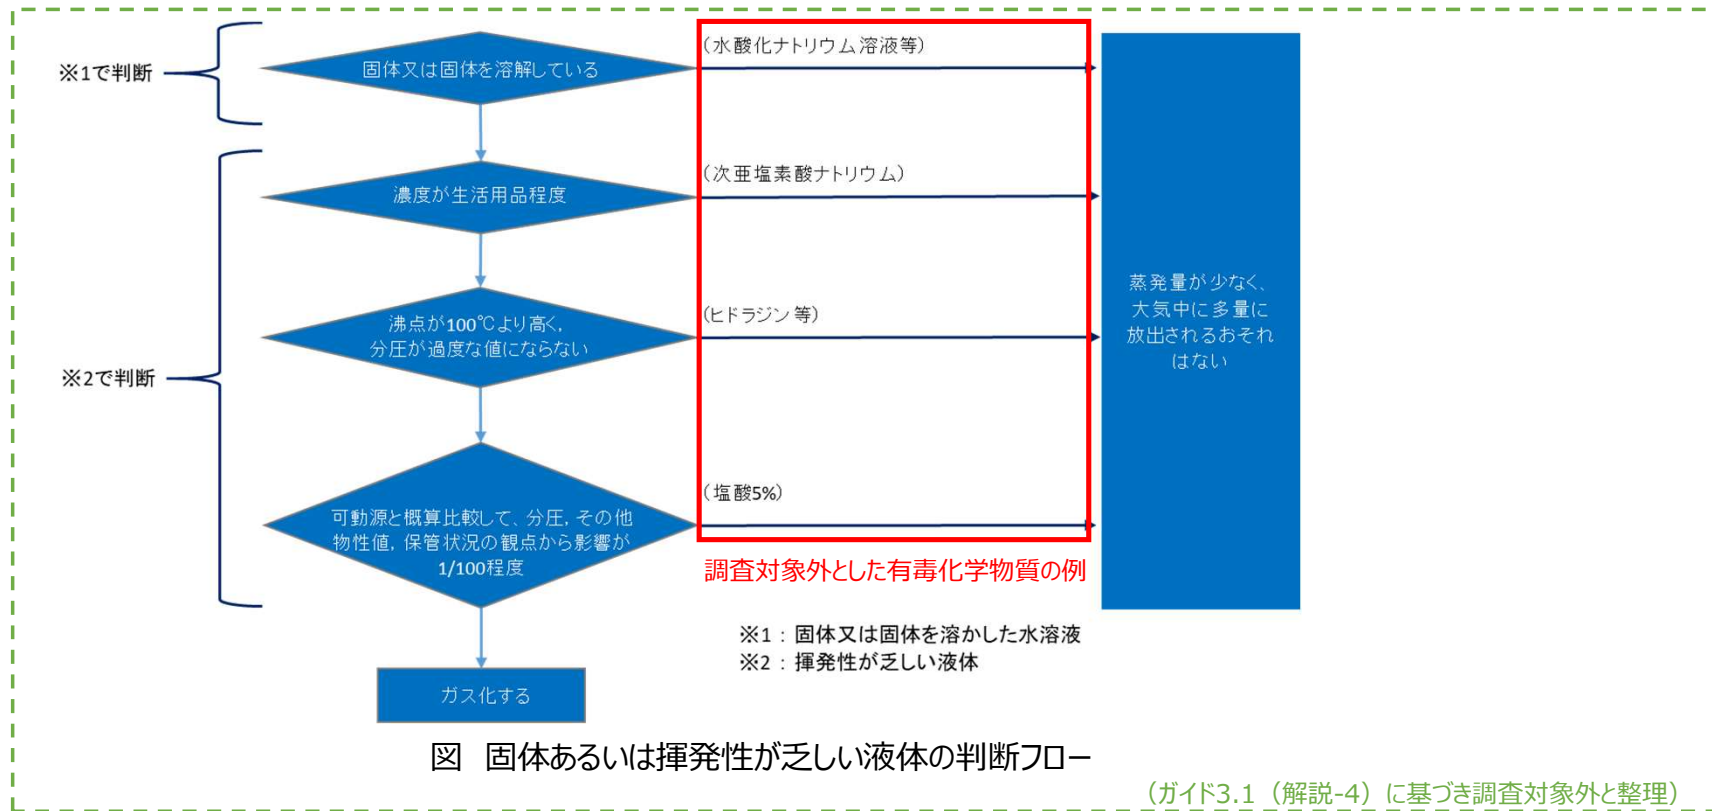 ※1で判断
固体又は固体を溶解している
(水酸化ナトリウム溶液等)
濃度が生活用品程度
(次亜塩素酸ナトリウム)
※2で判断
沸点が100℃より高く,
分圧が過度な値にならない
(ヒドラジン等)
可動源と概算比較して、分圧, その他
物性値, 保管状況の観点から影響が
1/100程度
(塩酸5%)
蒸発量が少なく、
大気中に多量に
放出されるおそれ
はない
調査対象外とした有毒化学物質の例
※1：固体又は固体を溶かした水溶液
※2：揮発性が乏しい液体
ガス化する
図　固体あるいは揮発性が乏しい液体の判断フロー
(ガイド3.1（解説-4）に基づき調査対象外と整理)